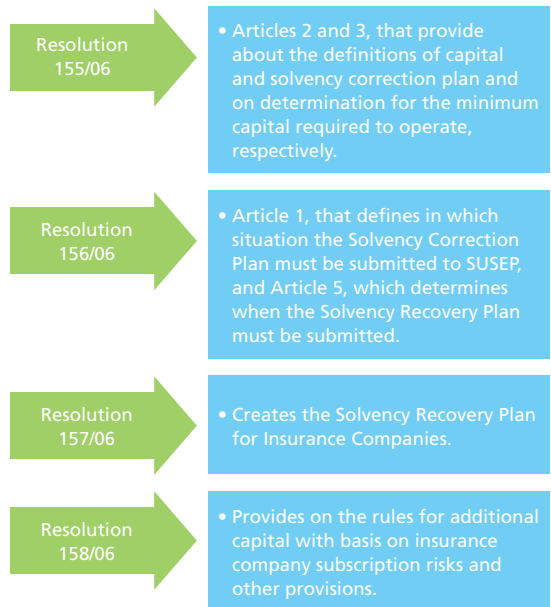 Resolution
155/06
• Articles 2 and 3, that provide
about the definitions of capital
and solvency correction plan and
on determination for the minimum
capital required to operate,
respectively.
Resolution
156/06
• Article 1, that defines in which
situation the Solvency Correction
Plan must be submitted to SUSEP,
and Article 5, which determines
when the Solvency Recovery Plan
must be submitted.
Resolution
157/06
• Creates the Solvency Recovery Plan
for Insurance Companies.
Resolution
158/06
• Provides on the rules for additional
capital with basis on insurance
company subscription risks and
other provisions.